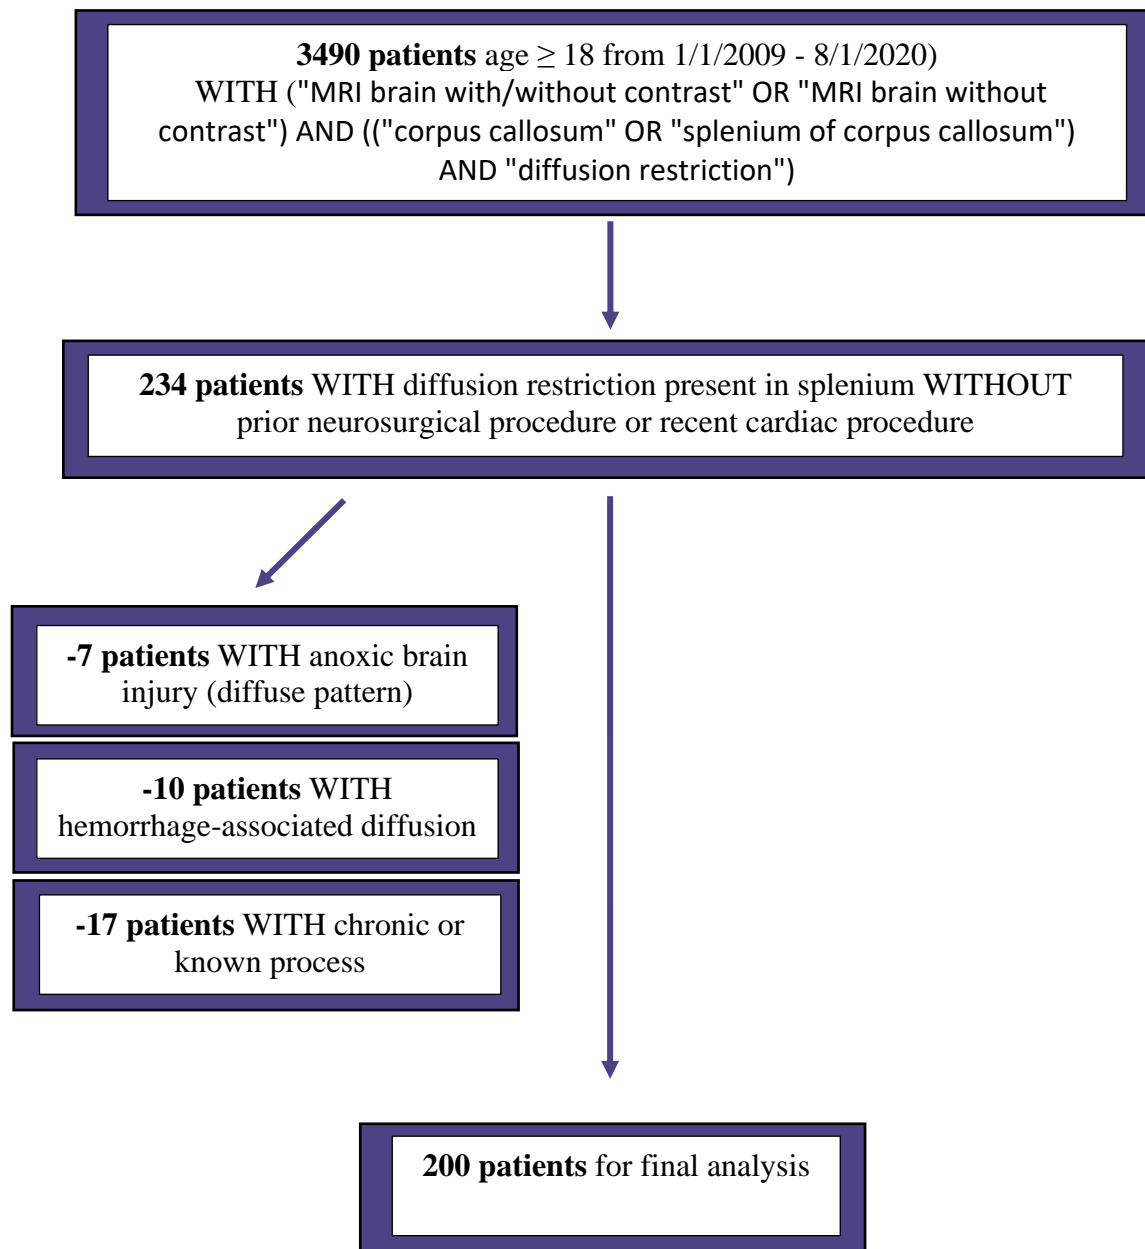 3490 patients age ≥ 18 from 1/1/2009 - 8/1/2020)
WITH ("MRI brain with/without contrast" OR "MRI brain without
contrast") AND (("corpus callosum" OR "splenium of corpus callosum")
AND "diffusion restriction")
234 patients WITH diffusion restriction present in splenium WITHOUT
prior neurosurgical procedure or recent cardiac procedure
-7 patients WITH anoxic brain
injury (diffuse pattern)
-10 patients WITH
hemorrhage-associated diffusion
-17 patients WITH chronic or
known process
200 patients for final analysis